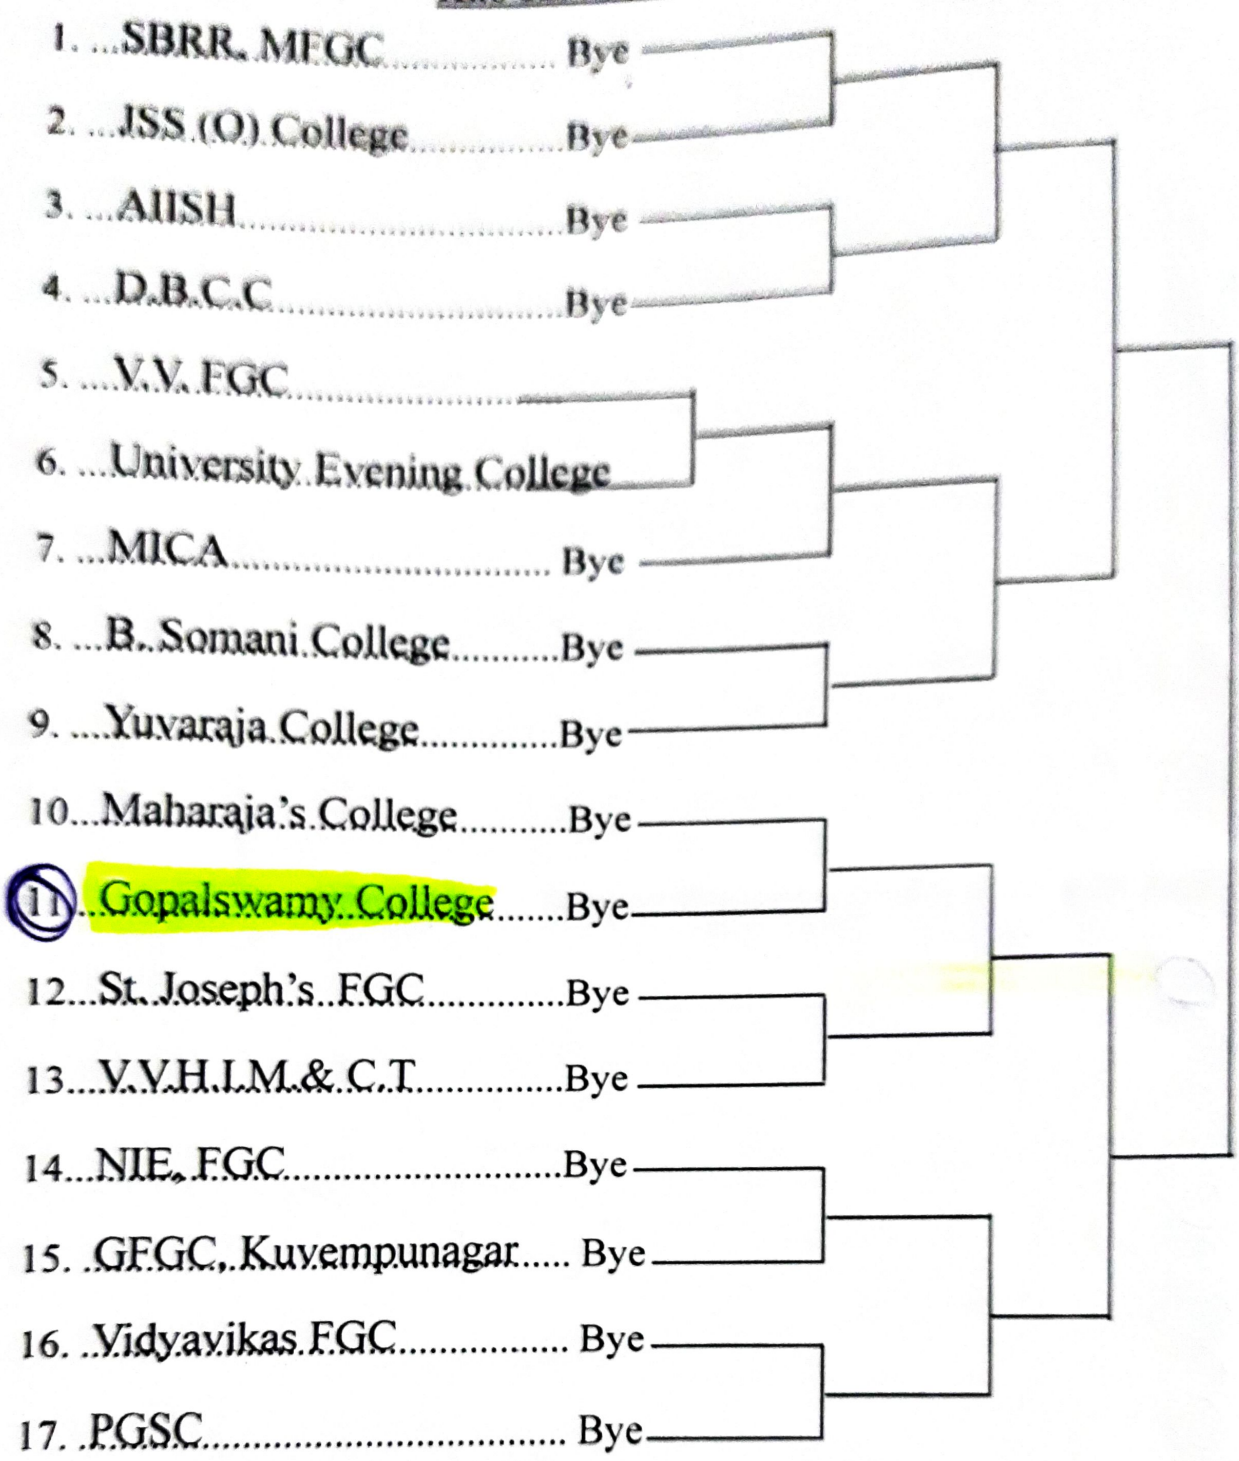 1. ...SBRR. MFGC................. Bye
2. ...JSS (O) College...............Bye
3. ...AIISH................................Bye
4. ...D.B.C.C.............................Bye
5. ....V.V. FGC........................
6. ...University Evening College
7. ...MICA................................ Bye
8. ...B. Somani College...........Bye
9. ....Yuvaraja College..............Bye
10...Maharaja's College...........Bye
11...Gopalswamy College.......Bye
12...St. Joseph's FGC..............Bye
13...V.V.H.I.M.& C.T...............Bye
14...NIE, FGC............................Bye
15. .GFGC, Kuvempunagar..... Bye
16. ..Vidyavikas FGC................. Bye
17. .PGSC..................................... Bye